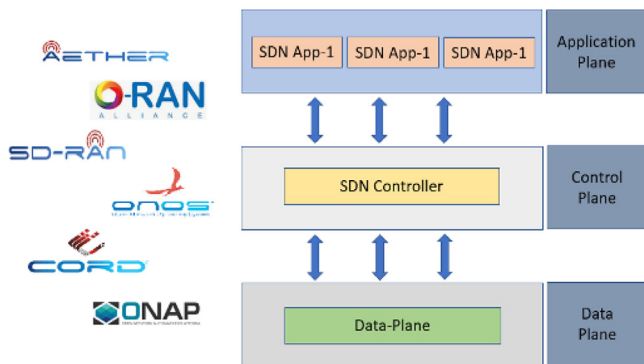 AETHER
O-RAN
ALLIANCE
SD-RAN
onos
CORD
ONAP
SDN App-1 SDN App-1 SDN App-1
Application
Plane
SDN Controller
Control
Plane
Data-Plane
Data
Plane